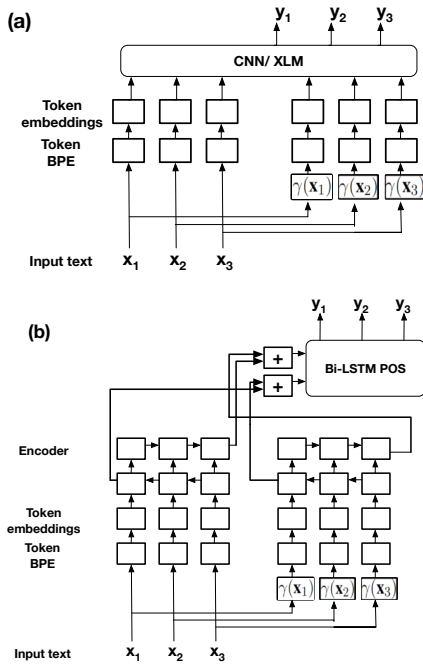 (a)
y1 y2 y3
CNN/ XLM
Token
embeddings
Token
BPE
γ(x1) γ(x2) γ(x3)
Input text x1 x2 x3
(b)
y1 y2 y3
+
+
Bi-LSTM POS
Encoder
Token
embeddings
Token
BPE
γ(x1) γ(x2) γ(x3)
Input text x1 x2 x3